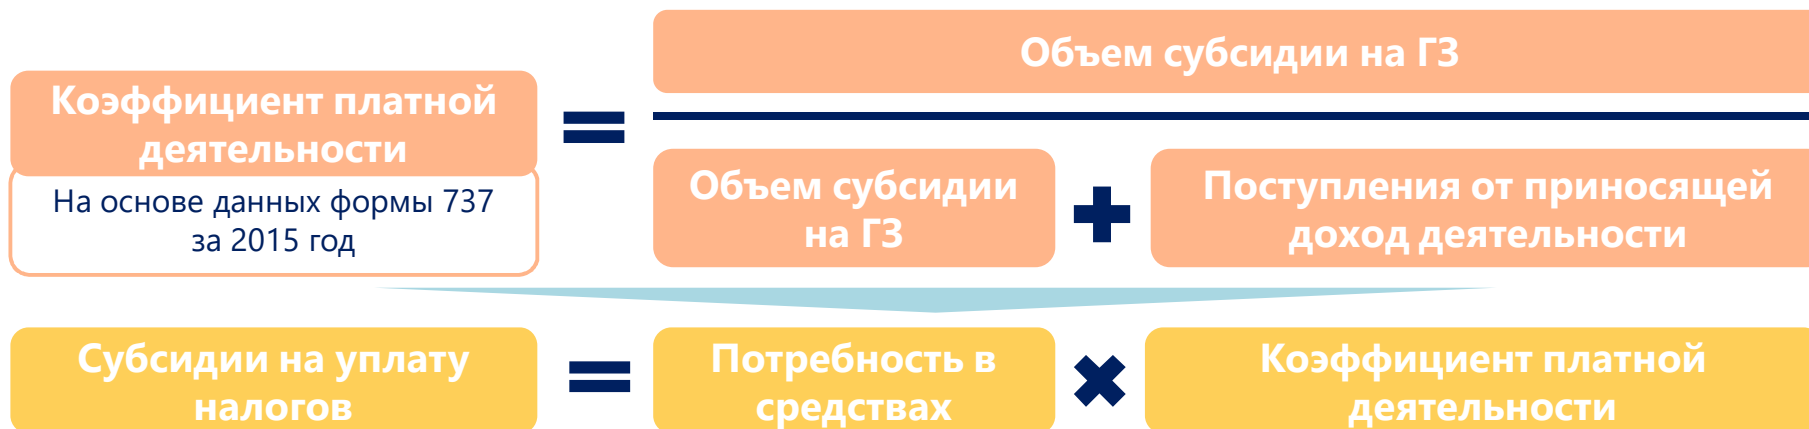 Объем субсидии на ГЗ
Коэффициент платной
деятельности
=
На основе данных формы 737
за 2015 год
Объем субсидии
на ГЗ
+
Поступления от приносящей
доход деятельности
Субсидии на уплату
налогов
=
Потребность в
средствах
×
Коэффициент платной
деятельности